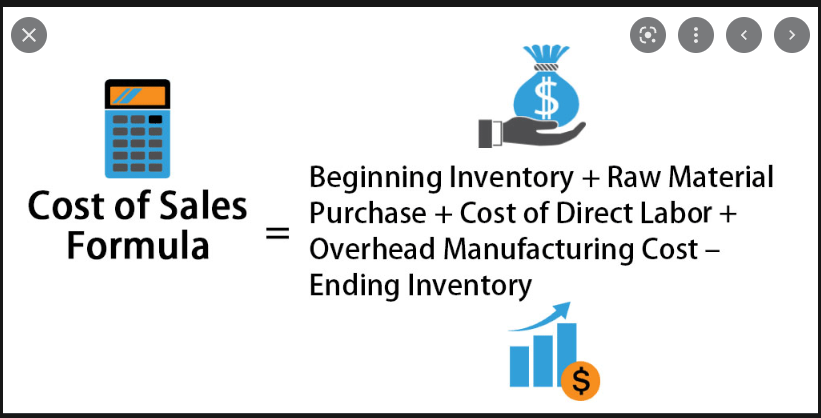 Cost of Sales
Formula
=
Beginning Inventory + Raw Material
Purchase + Cost of Direct Labor +
Overhead Manufacturing Cost –
Ending Inventory
$
$